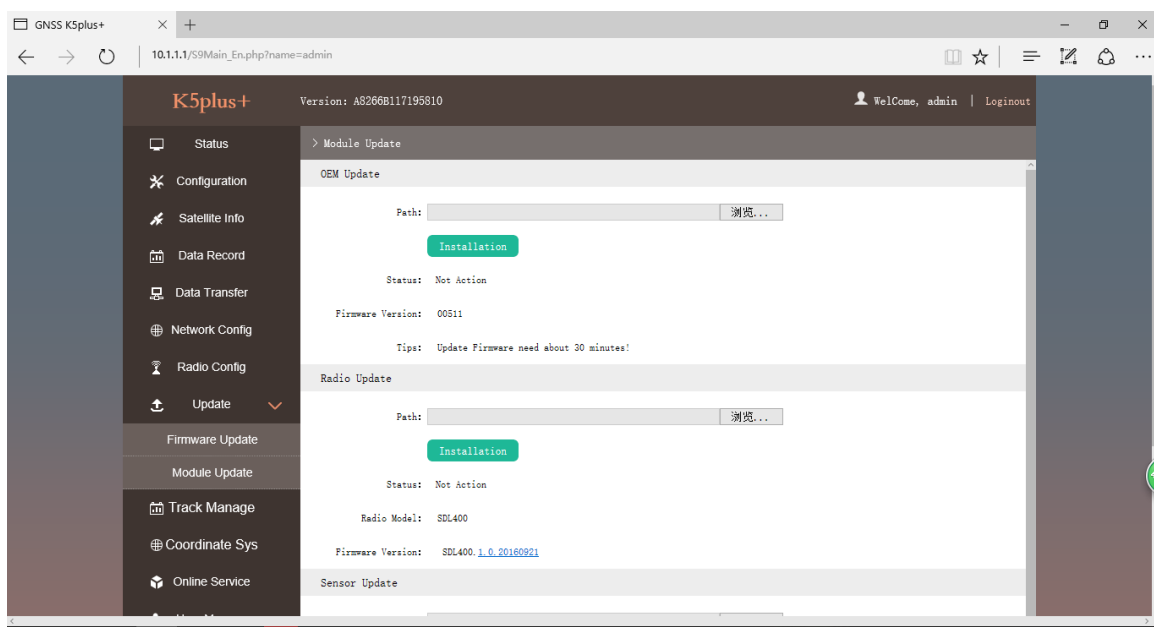 GNSS K5plus+
10.1.1.1/S9Main_En.php?name=admin
K5plus+
Version: A8266B117195810
WelCome, admin | Loginout
Status
Configuration
Satellite Info
Data Record
Data Transfer
Network Config
Radio Config
Update
Firmware Update
Module Update
Track Manage
Coordinate Sys
Online Service
> Module Update
OEM Update
Path: 浏览...
Installation
Status: Not Action
Firmware Version: 00511
Tips: Update Firmware need about 30 minutes!
Radio Update
Path: 浏览...
Installation
Status: Not Action
Radio Model: SDL400
Firmware Version: SDL400.1.0.20160921
Sensor Update